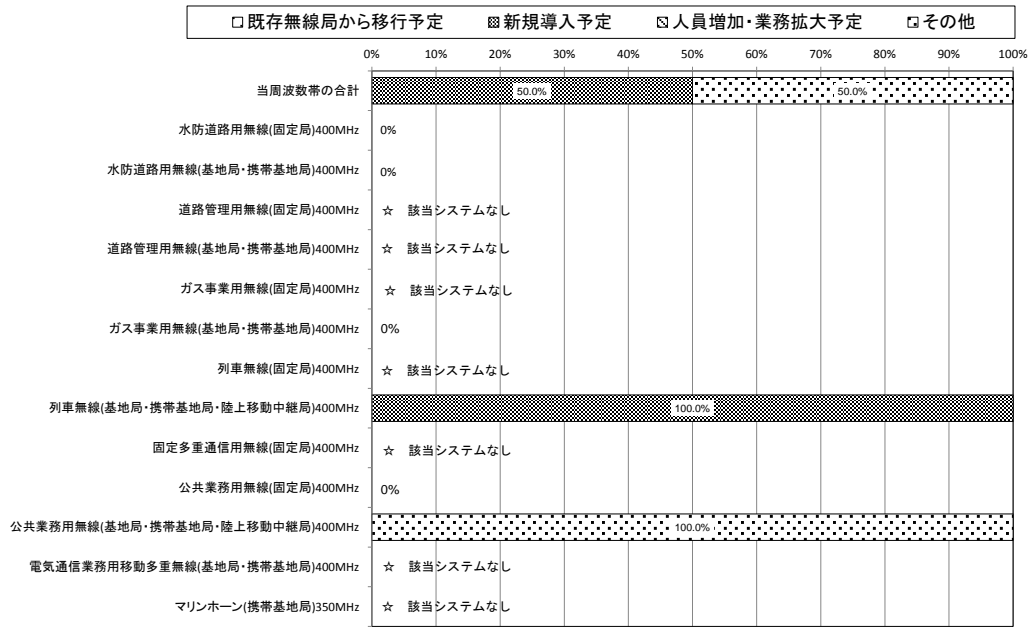 既存無線局から移行予定 新規導入予定 人員増加・業務拡大予定 その他
0% 10% 20% 30% 40% 50% 60% 70% 80% 90% 100%
当周波数帯の合計 50.0% 50.0%
水防道路用無線(固定局)400MHz 0%
水防道路用無線(基地局・携帯基地局)400MHz 0%
道路管理用無線(固定局)400MHz ☆ 該当システムなし
道路管理用無線(基地局・携帯基地局)400MHz ☆ 該当システムなし
ガス事業用無線(固定局)400MHz ☆ 該当システムなし
ガス事業用無線(基地局・携帯基地局)400MHz 0%
列車無線(固定局)400MHz ☆ 該当システムなし
列車無線(基地局・携帯基地局・陸上移動中継局)400MHz 100.0%
固定多重通信用無線(固定局)400MHz ☆ 該当システムなし
公共業務用無線(固定局)400MHz 0%
公共業務用無線(基地局・携帯基地局・陸上移動中継局)400MHz 100.0%
電気通信業務用移動多重無線(基地局・携帯基地局)400MHz ☆ 該当システムなし
マリンホーン(携帯基地局)350MHz ☆ 該当システムなし